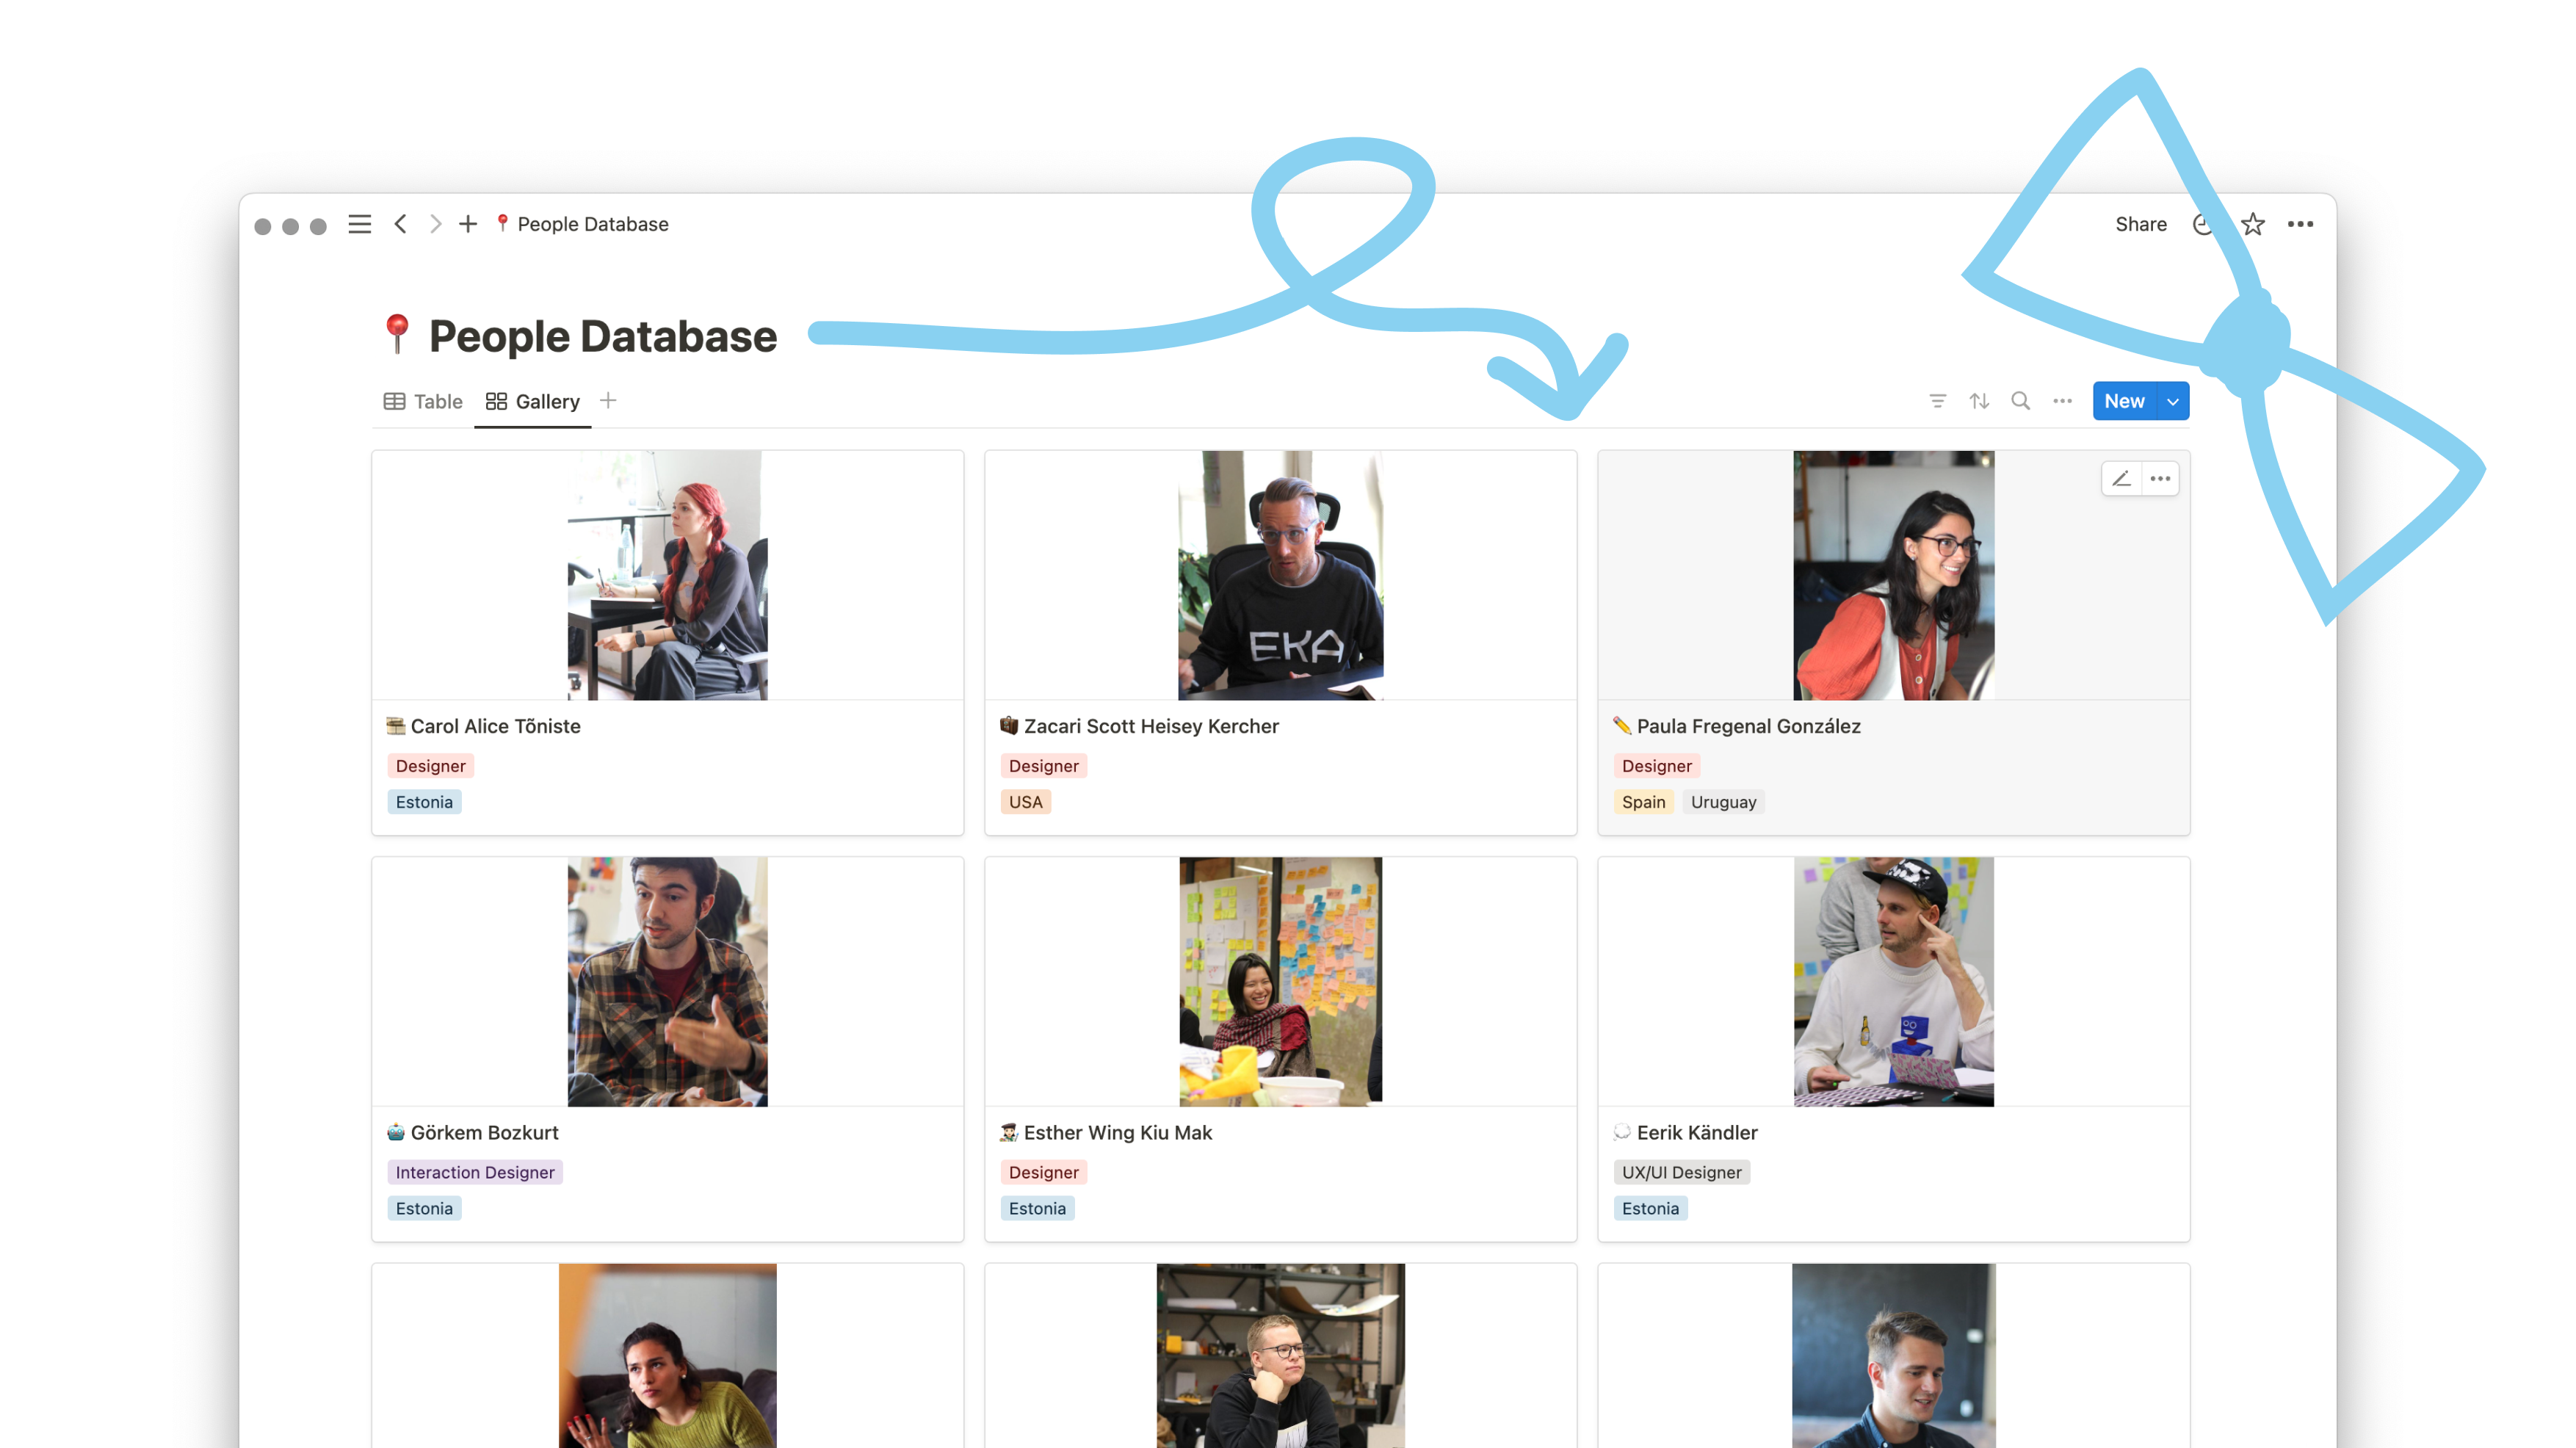 People Database
Share
People Database
Table Gallery
New
EKA
Carol Alice Tõniste
Designer
Estonia
Zacari Scott Heisey Kercher
Designer
USA
Paula Fregenal González
Designer
Spain Uruguay
Görkem Bozkurt
Interaction Designer
Estonia
Esther Wing Kiu Mak
Designer
Estonia
Eerik Kändler
UX/UI Designer
Estonia